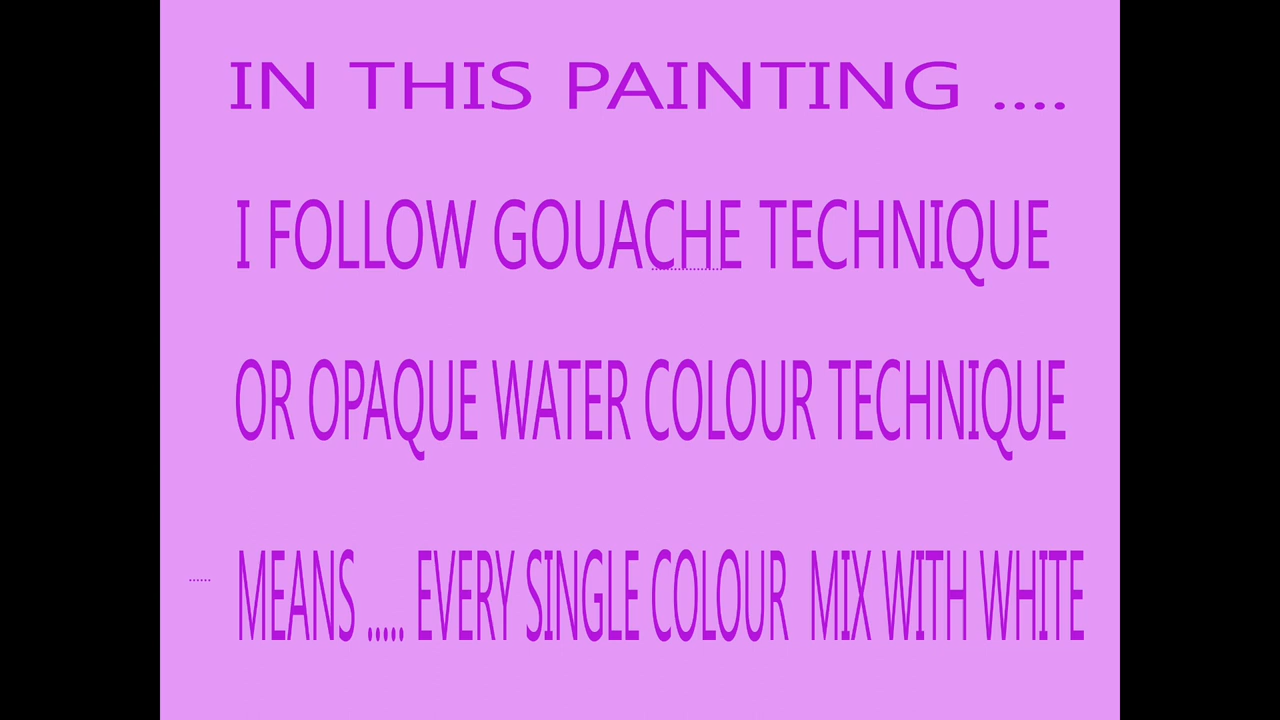 IN THIS PAINTING ....
I FOLLOW GOUACHE TECHNIQUE
OR OPAQUE WATER COLOUR TECHNIQUE
MEANS ..... EVERY SINGLE COLOUR MIX WITH WHITE